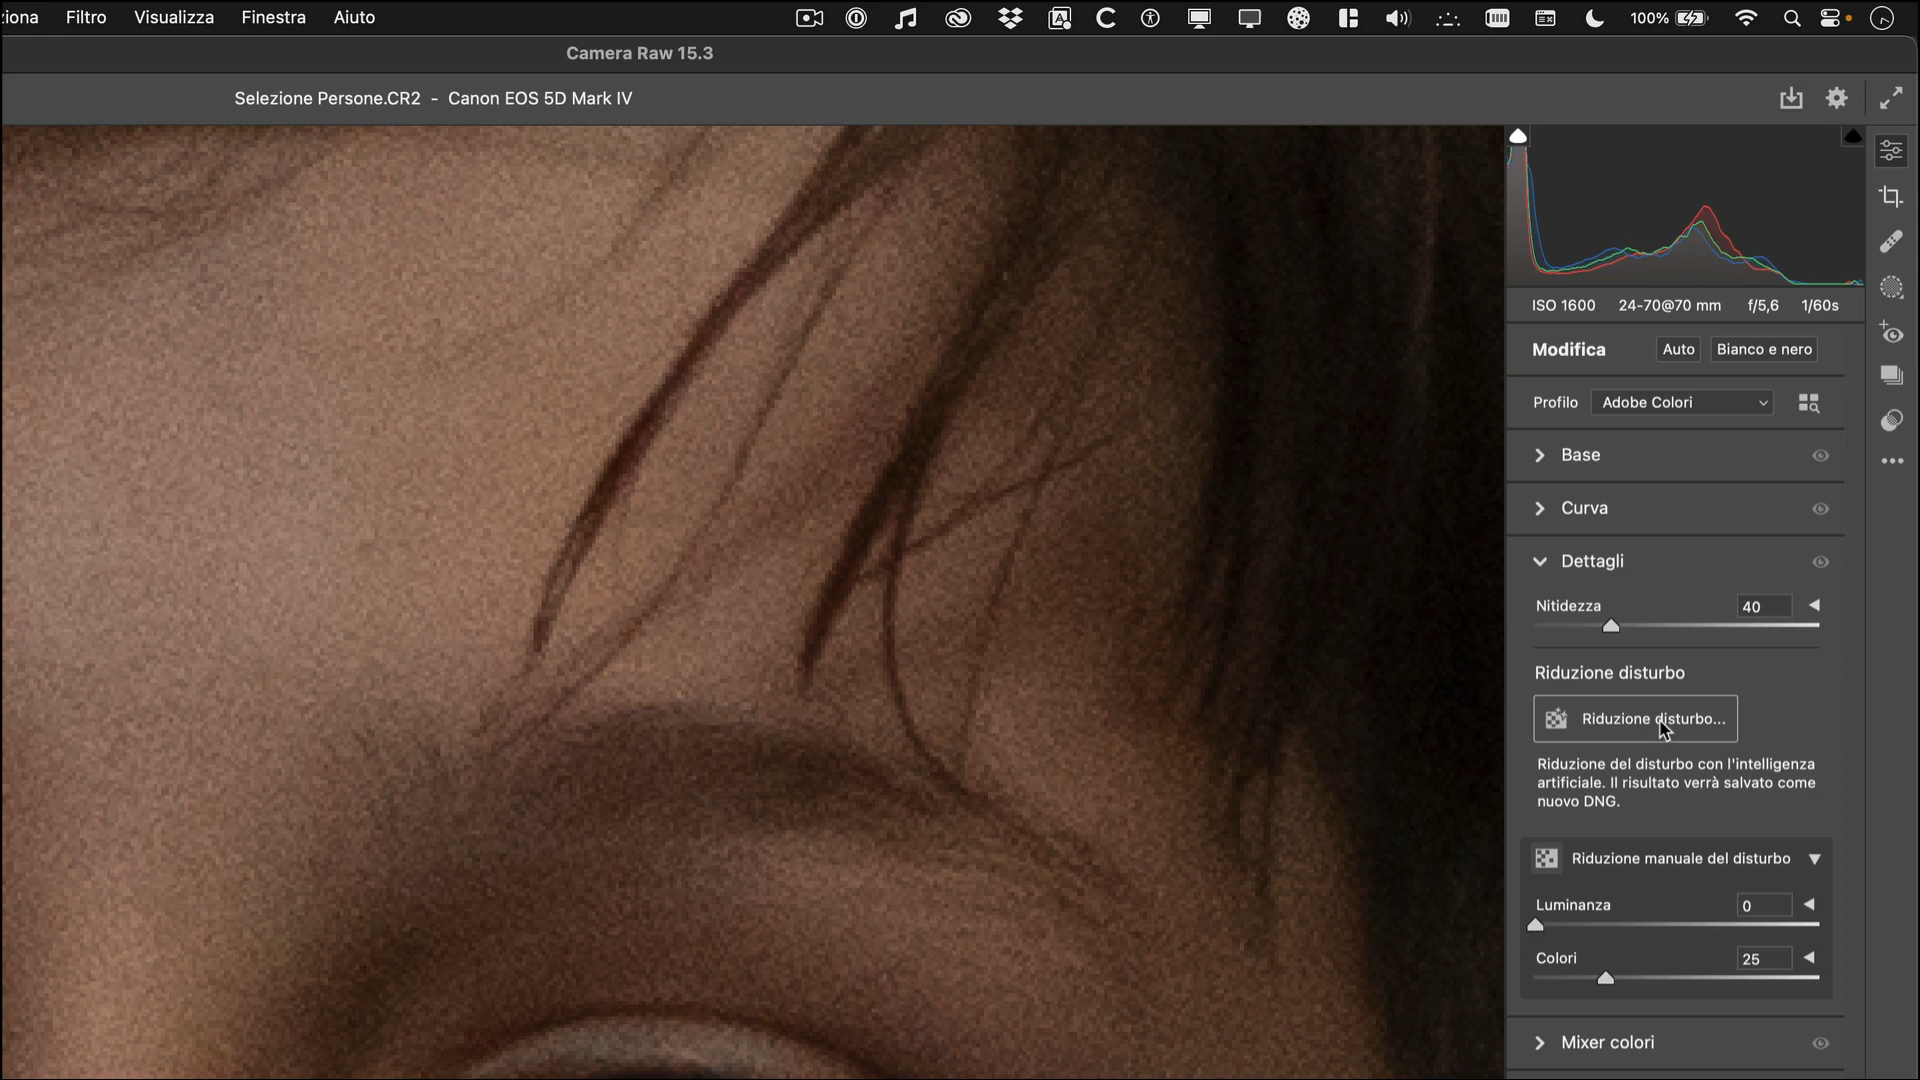 Filtro Visualizza Finestra Aiuto 100%
Camera Raw 15.3
Selezione Persone.CR2 - Canon EOS 5D Mark IV
ISO 1600 24-70@70 mm f/5,6 1/60s
Modifica Auto Bianco e nero
Profilo Adobe Colori
Base
Curva
Dettagli
Nitidezza 40
Riduzione disturbo
Riduzione disturbo...
Riduzione del disturbo con l'intelligenza
artificiale. Il risultato verrà salvato come
nuovo DNG.
Riduzione manuale del disturbo
Luminanza 0
Colori 25
Mixer colori